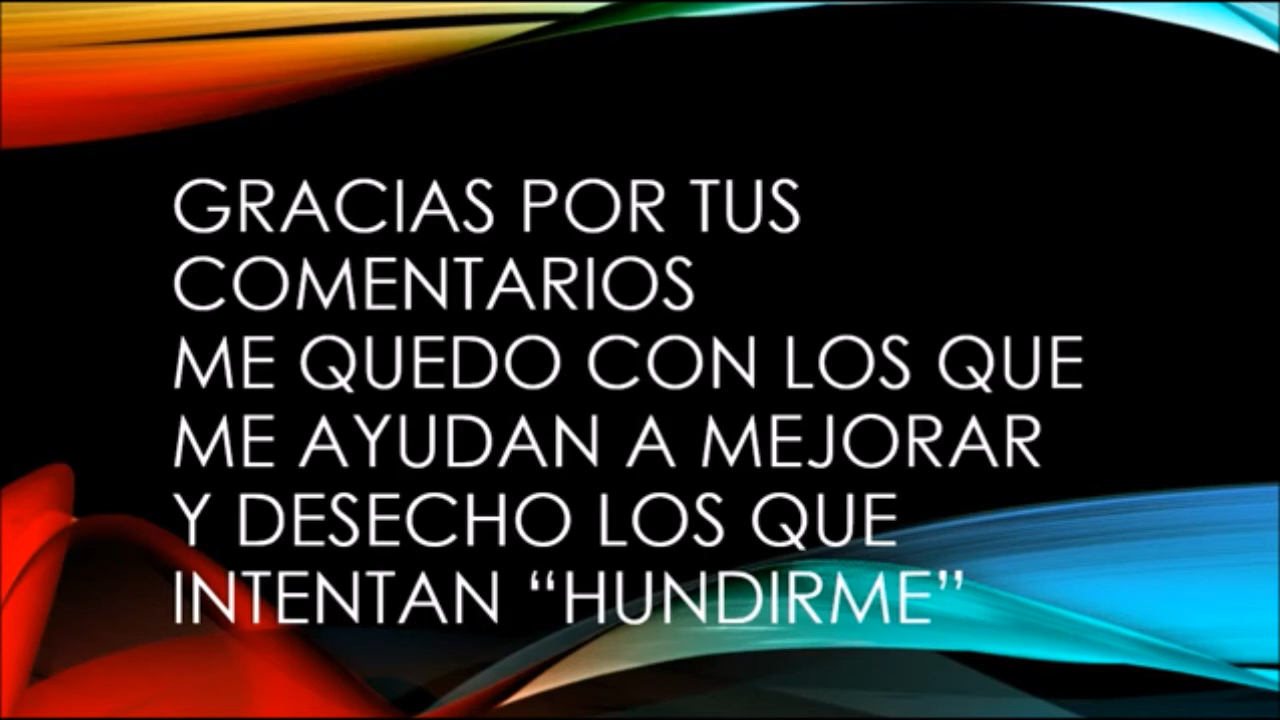 GRACIAS POR TUS
COMENTARIOS
ME QUEDO CON LOS QUE
ME AYUDAN A MEJORAR
Y DESECHO LOS QUE
INTENTAN “HUNDIRME”